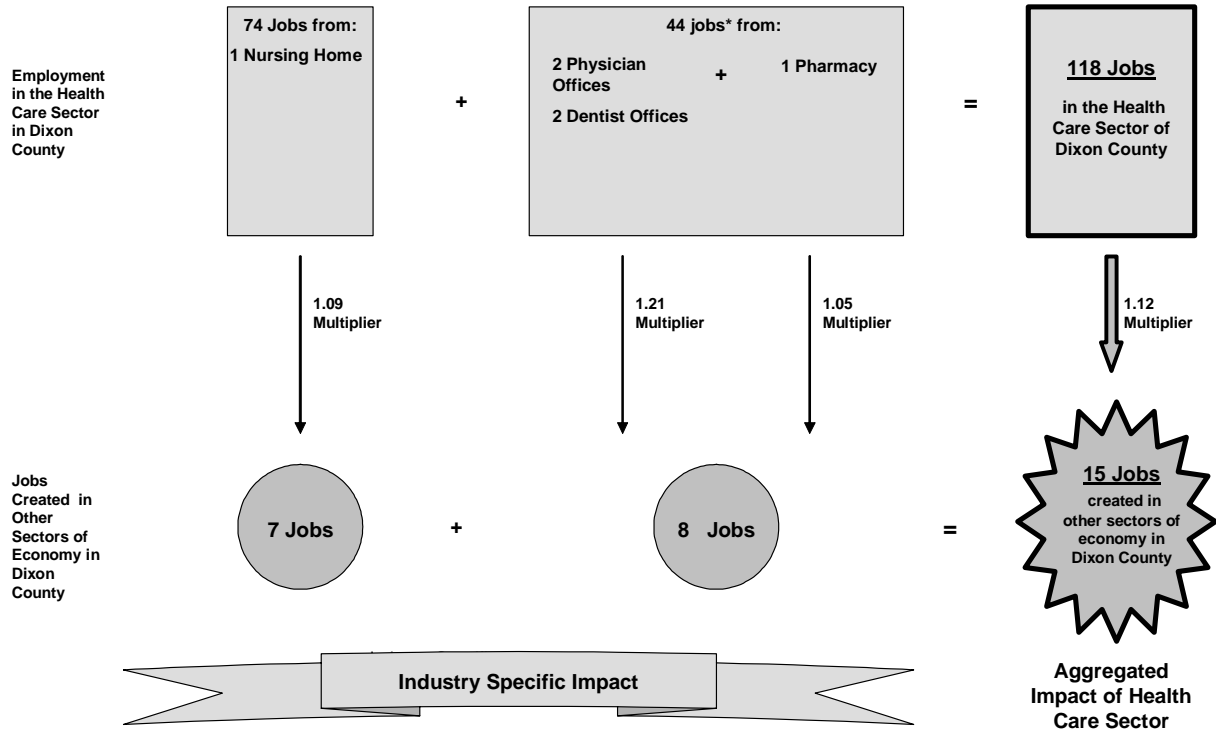 74 Jobs from:
1 Nursing Home
44 jobs* from:
2 Physician
Offices
+
1 Pharmacy
2 Dentist Offices
118 Jobs
in the Health
Care Sector of
Dixon County
Employment
in the Health
Care Sector
in Dixon
County
+
=
1.09
Multiplier
1.21
Multiplier
1.05
Multiplier
1.12
Multiplier
Jobs
Created in
Other
Sectors of
Economy in
Dixon
County
7 Jobs
+
8 Jobs
=
15 Jobs
created in
other sectors of
economy in
Dixon County
Industry Specific Impact
Aggregated
Impact of Health
Care Sector